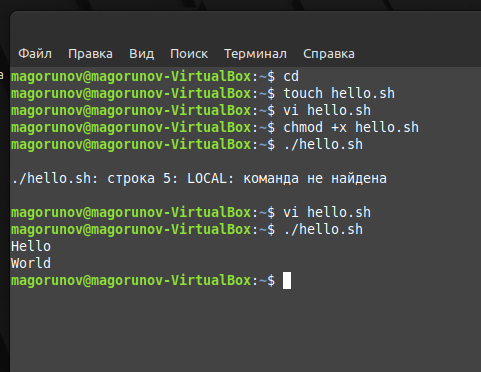 Файл Правка Вид Поиск Терминал Справка
magorunov@magorunov-VirtualBox:~$ cd
magorunov@magorunov-VirtualBox:~$ touch hello.sh
magorunov@magorunov-VirtualBox:~$ vi hello.sh
magorunov@magorunov-VirtualBox:~$ chmod +x hello.sh
magorunov@magorunov-VirtualBox:~$ ./hello.sh
./hello.sh: строка 5: LOCAL: команда не найдена
magorunov@magorunov-VirtualBox:~$ vi hello.sh
magorunov@magorunov-VirtualBox:~$ ./hello.sh
Hello
World
magorunov@magorunov-VirtualBox:~$